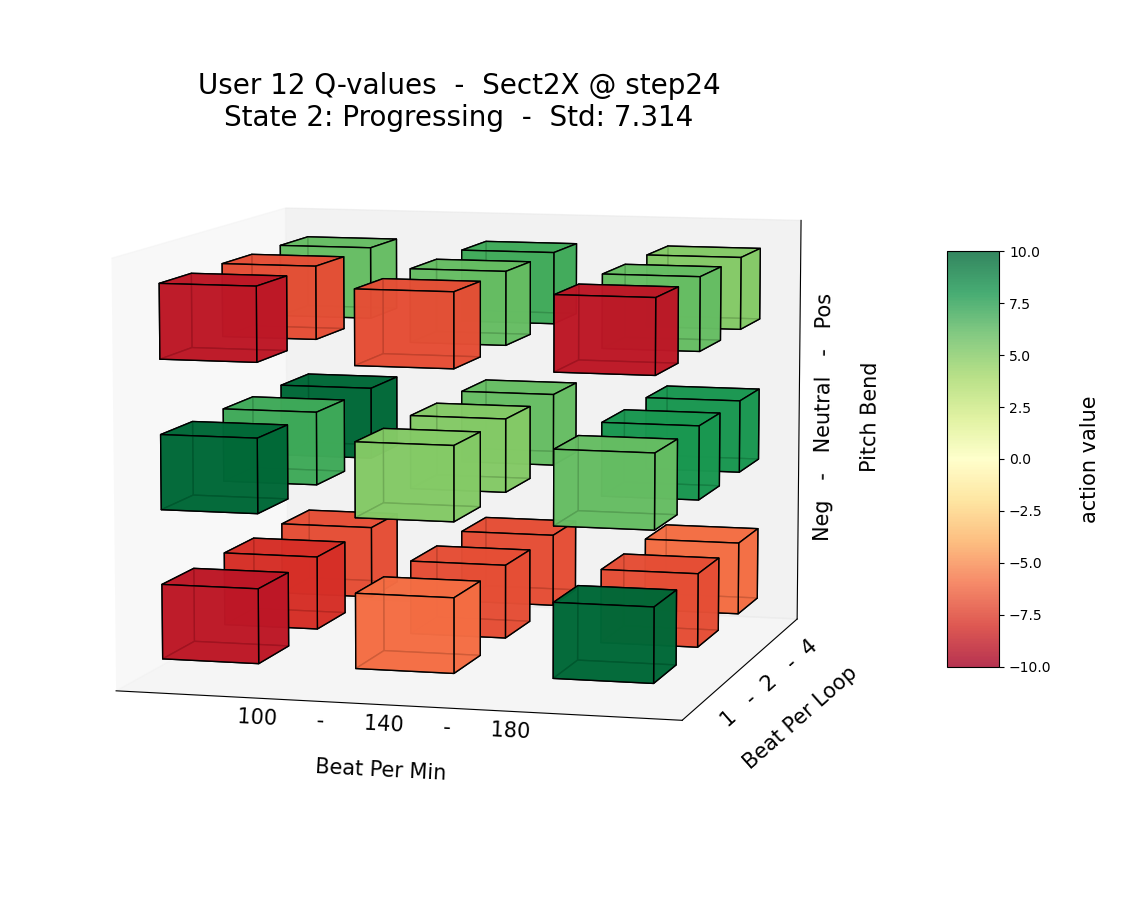 User 12 Q-values  -  Sect2X @ step24
State 2: Progressing  -  Std: 7.314
Neg   -   Neutral   -   Pos
Pitch Bend
1  - 2  - 4
Beat Per Loop
100      -      140      -      180
Beat Per Min
10.0
7.5
5.0
2.5
0.0
−2.5
−5.0
−7.5
−10.0
action value